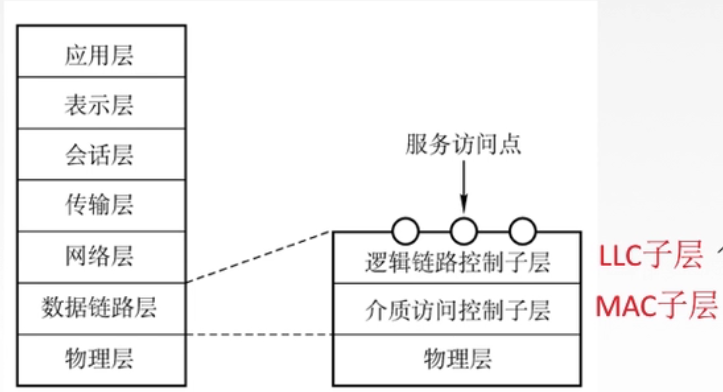 应用层
表示层
会话层
传输层
网络层
数据链路层
物理层
服务访问点
逻辑链路控制子层
介质访问控制子层
物理层
LLC子层
MAC子层